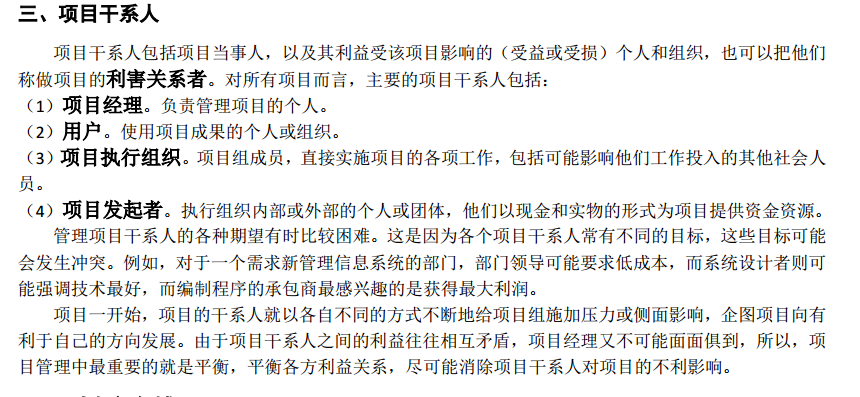 三、项目干系人
项目干系人包括项目当事人，以及其利益受该项目影响的（受益或受损）个人和组织，也可以把他们
称做项目的利害关系者。对所有项目而言，主要的项目干系人包括：
（1）项目经理。负责管理项目的个人。
（2）用户。使用项目成果的个人或组织。
（3）项目执行组织。项目组成员，直接实施项目的各项工作，包括可能影响他们工作投入的其他社会人
员。
（4）项目发起者。执行组织内部或外部的个人或团体，他们以现金和实物的形式为项目提供资金资源。
管理项目干系人的各种期望有时比较困难。这是因为各个项目干系人常有不同的目标，这些目标可能
会发生冲突。例如，对于一个需求新管理信息系统的部门，部门领导可能要求低成本，而系统设计者则可
能强调技术最好，而编制程序的承包商最感兴趣的是获得最大利润。
项目一开始，项目的干系人就以各自不同的方式不断地给项目组施加压力或侧面影响，企图项目向有
利于自己的方向发展。由于项目干系人之间的利益往往相互矛盾，项目经理又不可能面面俱到，所以，项
目管理中最重要的就是平衡，平衡各方利益关系，尽可能消除项目干系人对项目的不利影响。